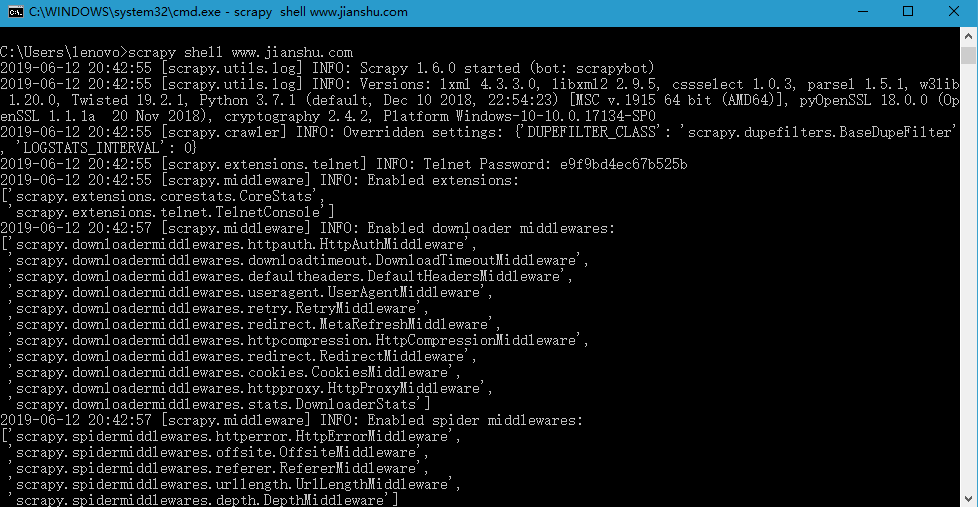 C:\WINDOWS\system32\cmd.exe - scrapy  shell www.jianshu.com
C:\Users\lenovo>scrapy shell www.jianshu.com
2019-06-12 20:42:55 [scrapy.utils.log] INFO: Scrapy 1.6.0 started (bot: scrapybot)
2019-06-12 20:42:55 [scrapy.utils.log] INFO: Versions: lxml 4.3.3.0, libxml2 2.9.5, cssselect 1.0.3, parsel 1.5.1, w3lib
 1.20.0, Twisted 19.2.1, Python 3.7.1 (default, Dec 10 2018, 22:54:23) [MSC v.1915 64 bit (AMD64)], pyOpenSSL 18.0.0 (Op
enSSL 1.1.1a  20 Nov 2018), cryptography 2.4.2, Platform Windows-10-10.0.17134-SP0
2019-06-12 20:42:55 [scrapy.crawler] INFO: Overridden settings: {'DUPEFILTER_CLASS': 'scrapy.dupefilters.BaseDupeFilter'
, 'LOGSTATS_INTERVAL': 0}
2019-06-12 20:42:55 [scrapy.extensions.telnet] INFO: Telnet Password: e9f9bd4ec67b525b
2019-06-12 20:42:55 [scrapy.middleware] INFO: Enabled extensions:
['scrapy.extensions.corestats.CoreStats',
 'scrapy.extensions.telnet.TelnetConsole']
2019-06-12 20:42:57 [scrapy.middleware] INFO: Enabled downloader middlewares:
['scrapy.downloadermiddlewares.httpauth.HttpAuthMiddleware',
 'scrapy.downloadermiddlewares.downloadtimeout.DownloadTimeoutMiddleware',
 'scrapy.downloadermiddlewares.defaultheaders.DefaultHeadersMiddleware',
 'scrapy.downloadermiddlewares.useragent.UserAgentMiddleware',
 'scrapy.downloadermiddlewares.retry.RetryMiddleware',
 'scrapy.downloadermiddlewares.redirect.MetaRefreshMiddleware',
 'scrapy.downloadermiddlewares.httpcompression.HttpCompressionMiddleware',
 'scrapy.downloadermiddlewares.redirect.RedirectMiddleware',
 'scrapy.downloadermiddlewares.cookies.CookiesMiddleware',
 'scrapy.downloadermiddlewares.httpproxy.HttpProxyMiddleware',
 'scrapy.downloadermiddlewares.stats.DownloaderStats']
2019-06-12 20:42:57 [scrapy.middleware] INFO: Enabled spider middlewares:
['scrapy.spidermiddlewares.httperror.HttpErrorMiddleware',
 'scrapy.spidermiddlewares.offsite.OffsiteMiddleware',
 'scrapy.spidermiddlewares.referer.RefererMiddleware',
 'scrapy.spidermiddlewares.urllength.UrlLengthMiddleware',
 'scrapy.spidermiddlewares.depth.DepthMiddleware']